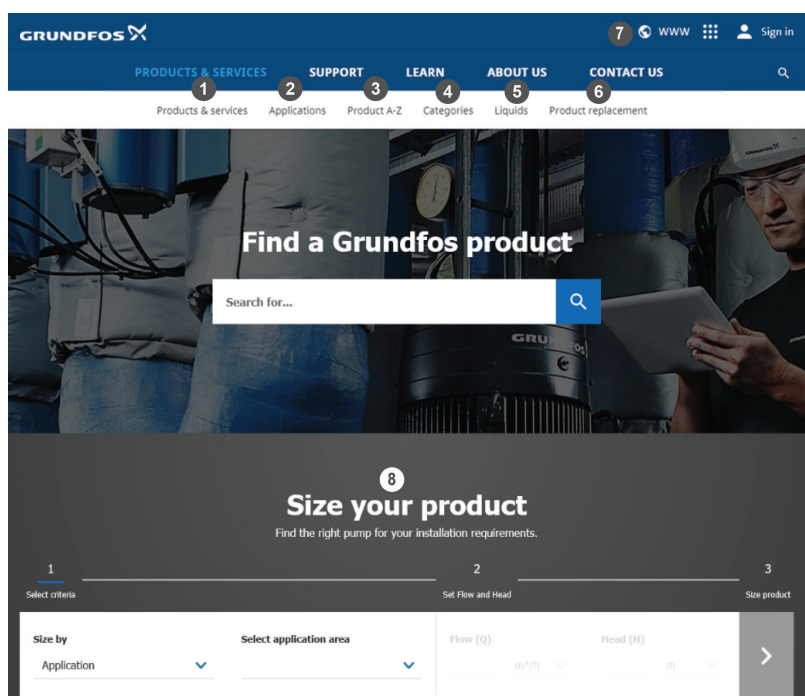 GRUNDFOS
7 WWW Sign in
PRODUCTS & SERVICES SUPPORT LEARN ABOUT US CONTACT US
1 2 3 4 5 6
Products & services Applications Product A-Z Categories Liquids Product replacement
GRUNDFOS
Find a Grundfos product
Search for...
GRU OS
8
Size your product
Find the right pump for your installation requirements.
1 2 3
Select criteria Set Flow and Head Size product
Size by Select application area Flow (Q) Head (H)
Application m³/h m